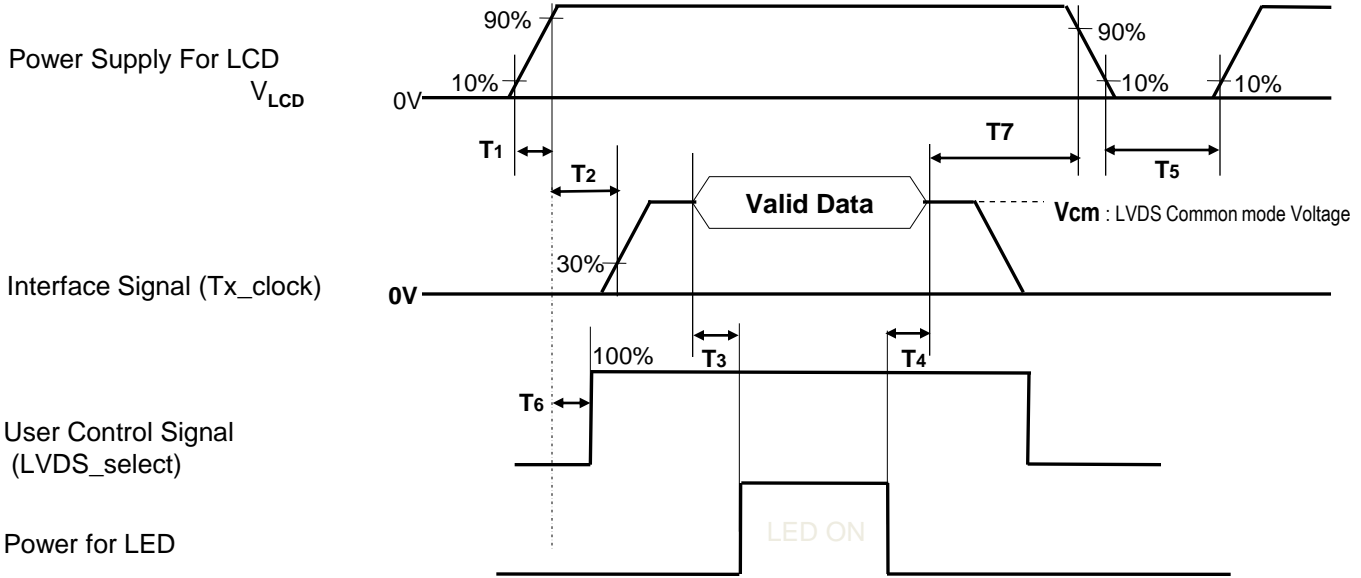 90%
90%
Power Supply For LCD
VLCD
10%
10%
10%
0V
T1
T7
T2
T5
Valid Data
Vcm : LVDS Common mode Voltage
30%
Interface Signal (Tx_clock)
0V
100%
T3
T4
T6
User Control Signal
(LVDS_select)
LED ON
Power for LED